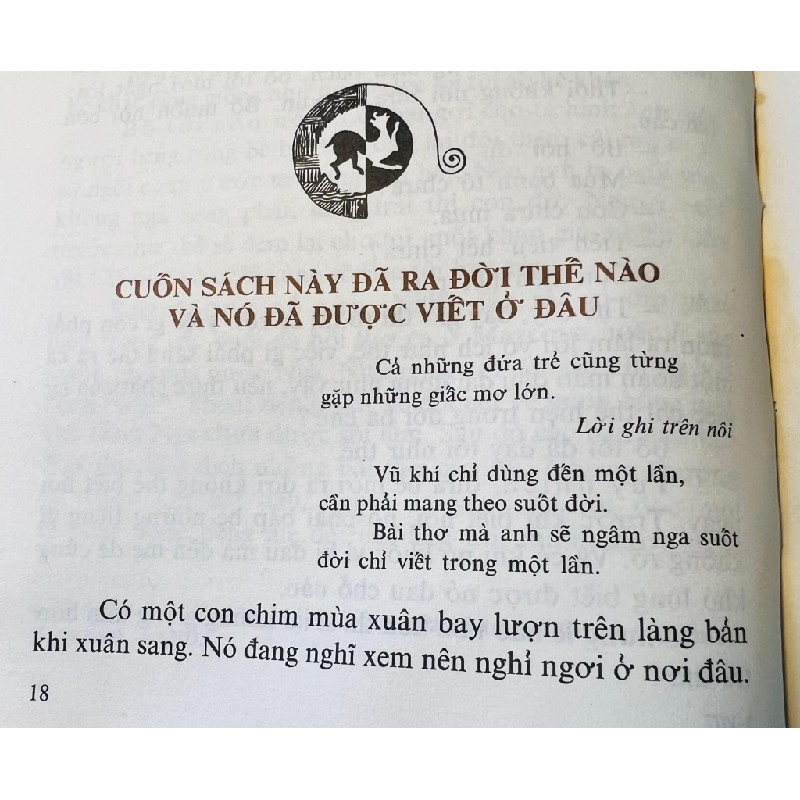 CUỐN SÁCH NÀY ĐÃ RA ĐỜI THẾ NÀO
VÀ NÓ ĐÃ ĐƯỢC VIẾT Ở ĐÂU
Cả những đứa trẻ cũng từng
gặp những giấc mơ lớn.
Lời ghi trên nôi
Vũ khí chỉ dùng đến một lần,
cần phải mang theo suốt đời.
Bài thơ mà anh sẽ ngâm nga suốt
đời chỉ viết trong một lần.
Có một con chim mùa xuân bay lượn trên làng bản
khi xuân sang. Nó đang nghĩ xem nên nghỉ ngơi ở nơi đâu.
18